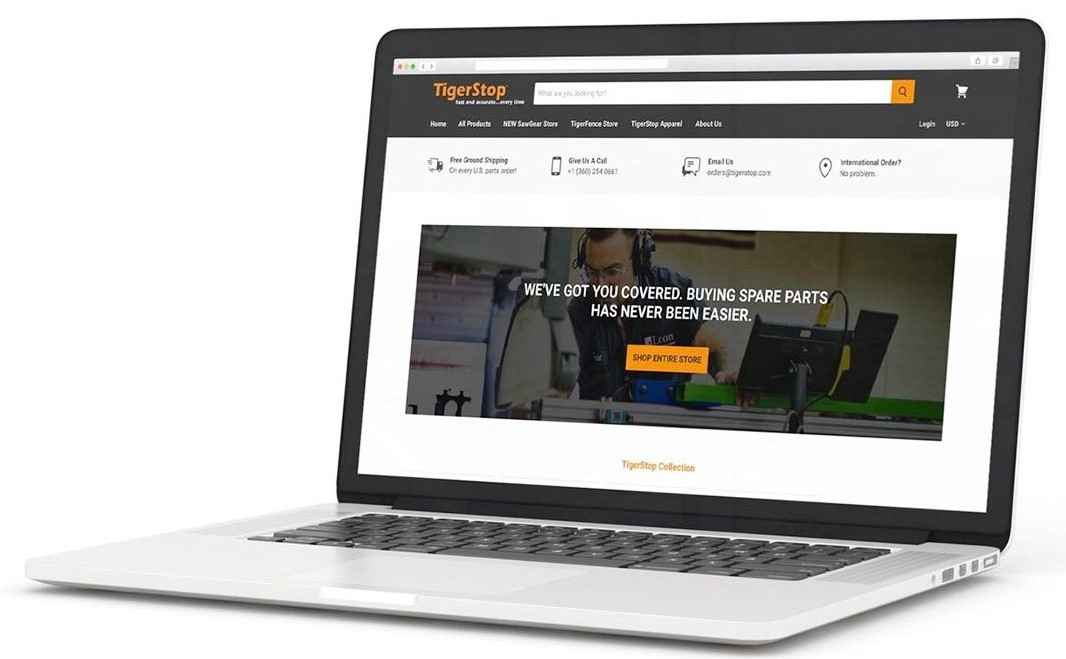 TigerStop
fast and accurate...every time
What are you looking for?
Home All Products NEW SawGear Store TigerFence Store TigerStop Apparel About Us Login USD
Free Ground Shipping
On every U.S. parts order!
Give Us A Call
+1 (360) 254 0661
Email Us
orders@tigerstop.com
International Order?
No problem.
WE'VE GOT YOU COVERED. BUYING SPARE PARTS
HAS NEVER BEEN EASIER.
SHOP ENTIRE STORE
TigerStop Collection